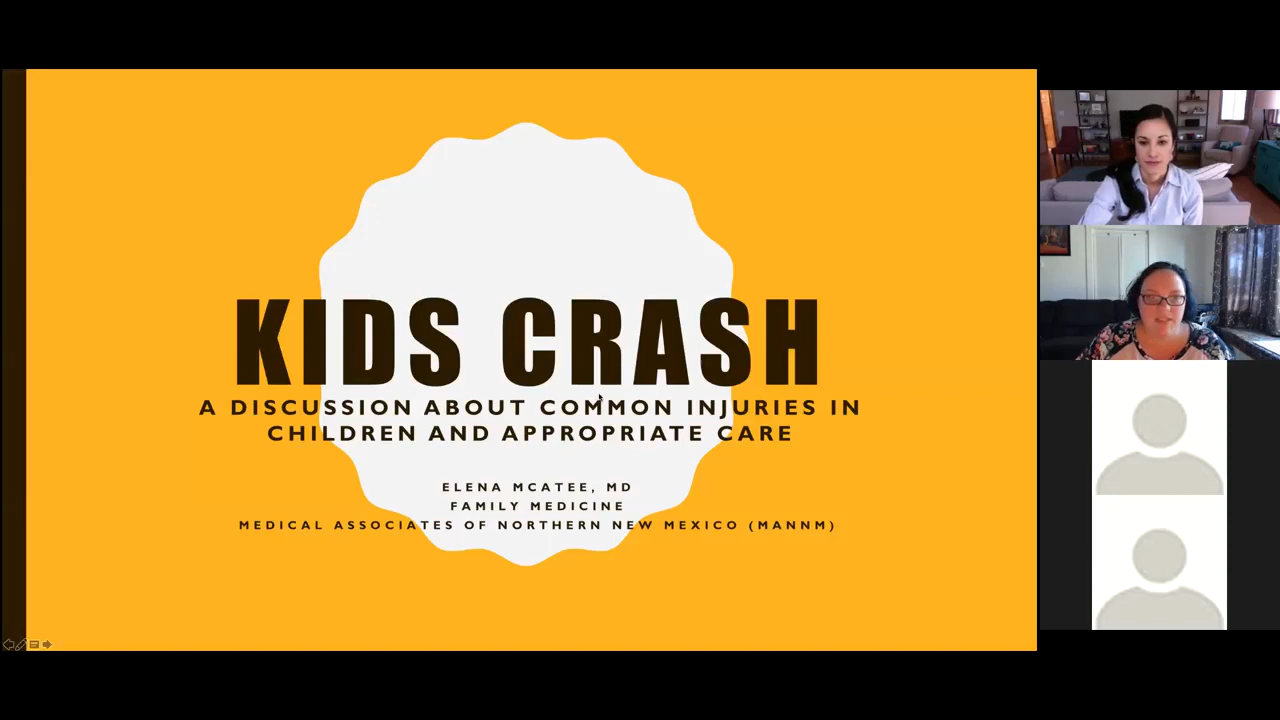 KIDS CRASH
A DISCUSSION ABOUT COMMON INJURIES IN
CHILDREN AND APPROPRIATE CARE
ELENA MCATEE, MD
FAMILY MEDICINE
MEDICAL ASSOCIATES OF NORTHERN NEW MEXICO (MANNM)